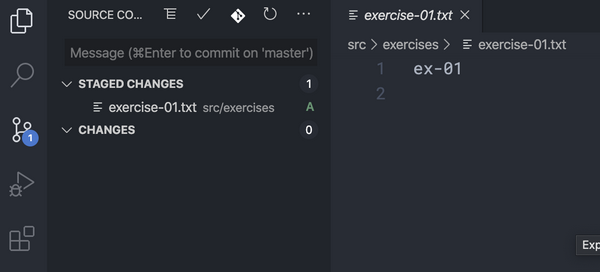 SOURCE CO...
Message (⌘Enter to commit on 'master')
STAGED CHANGES 1
exercise-01.txt src/exercises A
CHANGES 0
1
exercise-01.txt
src > exercises > exercise-01.txt
1 ex-01
2
Exp